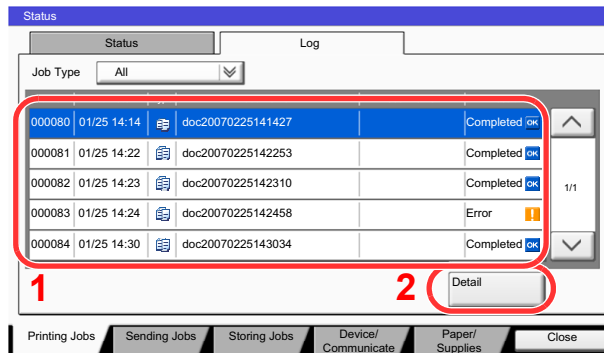 Status
Status Log
Job Type All
000080 01/25 14:14 doc20070225141427 Completed OK
000081 01/25 14:22 doc20070225142253 Completed OK
000082 01/25 14:23 doc20070225142310 Completed OK
000083 01/25 14:24 doc20070225142458 Error !
000084 01/25 14:30 doc20070225143034 Completed OK
1/1
1 2 Detail
Printing Jobs Sending Jobs Storing Jobs Device/ Paper/ Close
Communicate Supplies